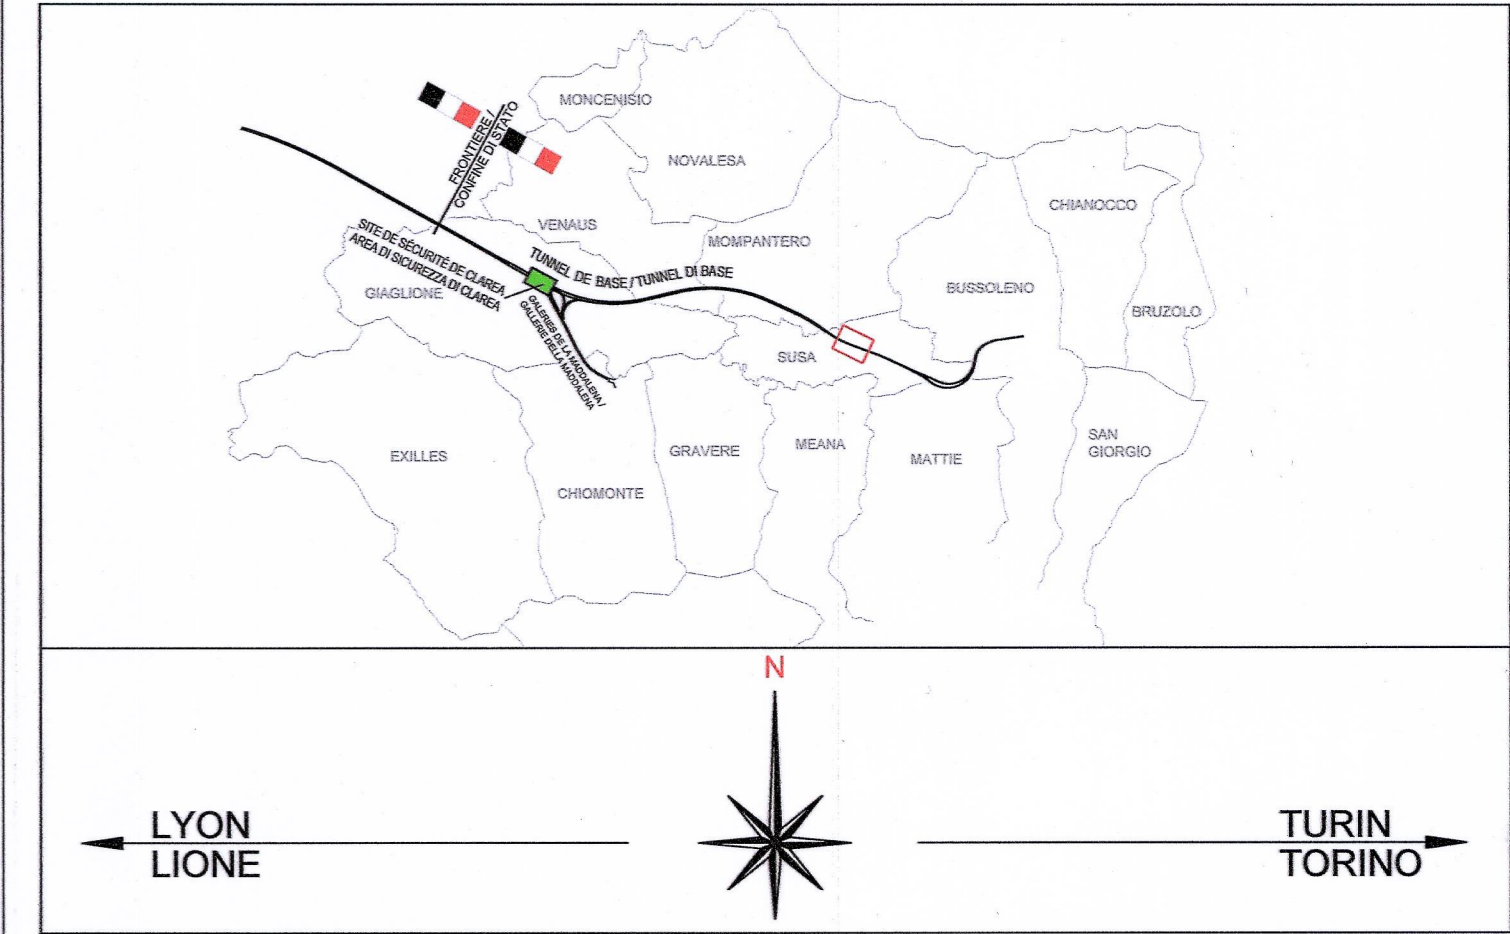 MONCENISIO
FRONTIERE /
CONFINE DI STATO
NOVALESA
CHIANOCCO
VENAUS
MOMPANTERO
SITE DE SÉCURITÉ DE CLAREA
AREA DI SICUREZZA DI CLAREA
TUNNEL DE BASE / TUNNEL DI BASE
GIAGLIONE
BUSSOLENO
BRUZOLO
GALERIES DE LA MADDALENA /
GALLERIE DELLA MADDALENA
SUSA
EXILLES
CHIOMONTE
GRAVERE
MEANA
MATTIE
SAN
GIORGIO
N
LYON
LIONE
TURIN
TORINO